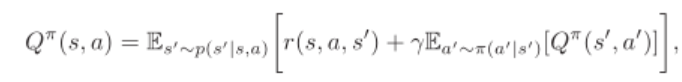 Q^π(s, a) = 𝔼_{s′∼p(s′|s,a)} [ r(s, a, s′) + γ𝔼_{a′∼π(a′|s′)}[Q^π(s′, a′)] ],